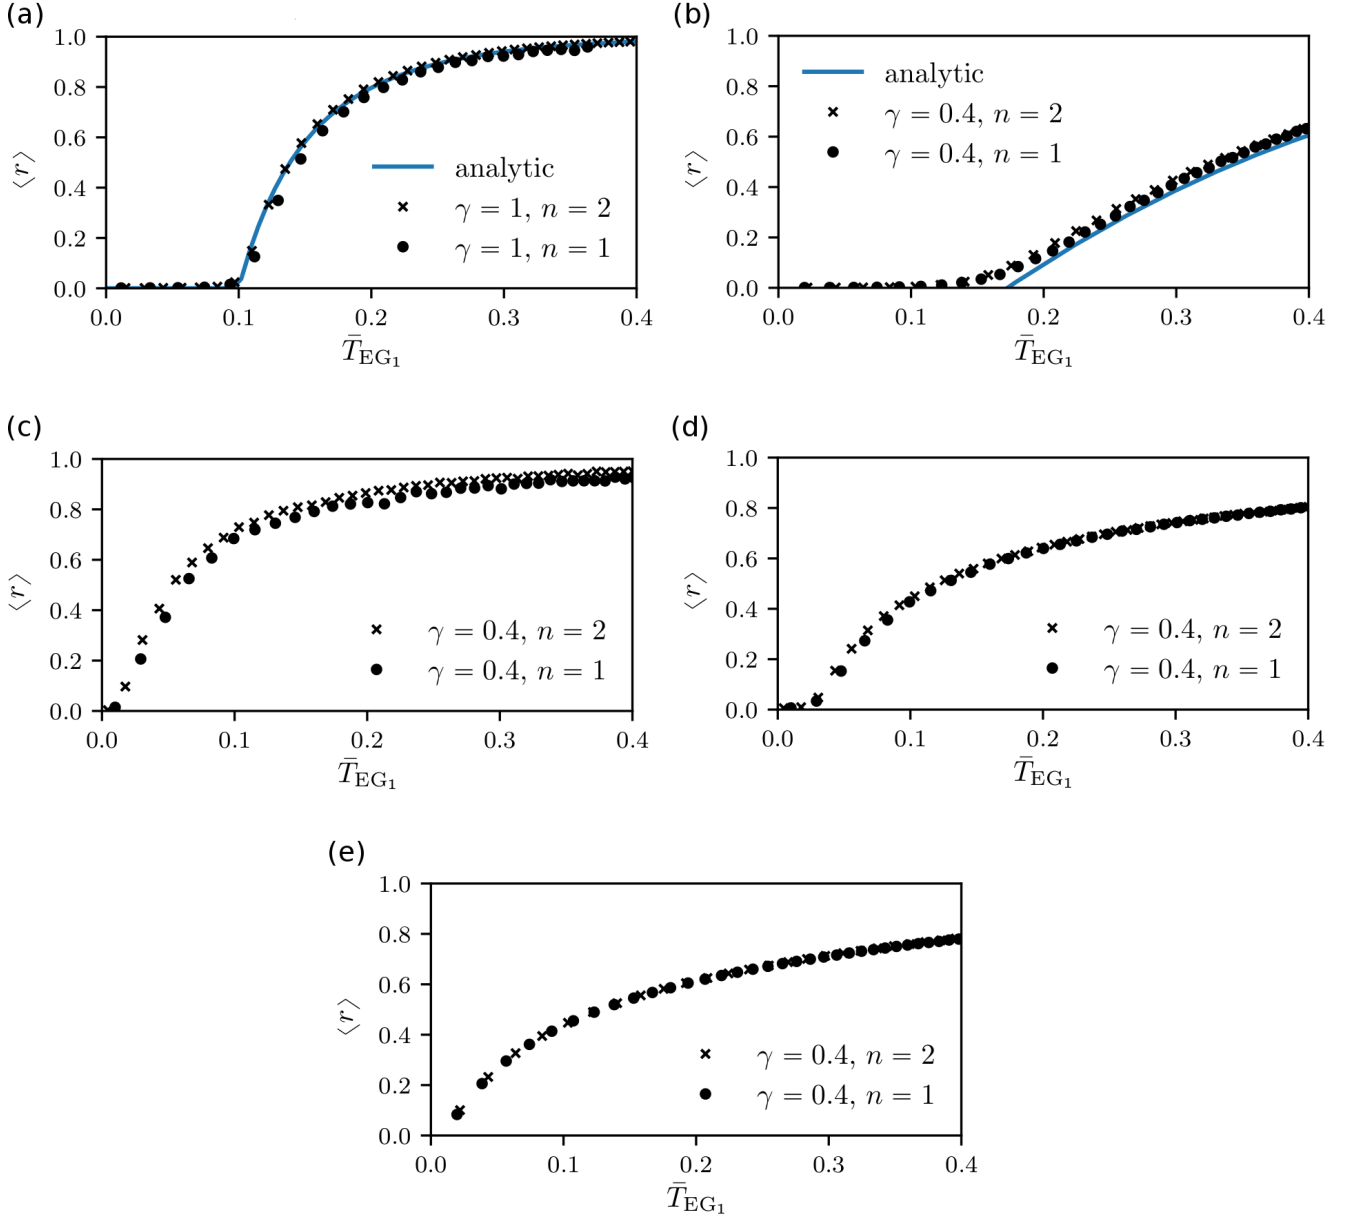 (a)
1.0
0.8
0.6
0.4
0.2
0.0
⟨r⟩
analytic
γ = 1, n = 2
γ = 1, n = 1
0.0 0.1 0.2 0.3 0.4
T̄EG₁
(b)
1.0
0.8
0.6
0.4
0.2
0.0
⟨r⟩
analytic
γ = 0.4, n = 2
γ = 0.4, n = 1
0.0 0.1 0.2 0.3 0.4
T̄EG₁
(c)
1.0
0.8
0.6
0.4
0.2
0.0
⟨r⟩
γ = 0.4, n = 2
γ = 0.4, n = 1
0.0 0.1 0.2 0.3 0.4
T̄EG₁
(d)
1.0
0.8
0.6
0.4
0.2
0.0
⟨r⟩
γ = 0.4, n = 2
γ = 0.4, n = 1
0.0 0.1 0.2 0.3 0.4
T̄EG₁
(e)
1.0
0.8
0.6
0.4
0.2
0.0
⟨r⟩
γ = 0.4, n = 2
γ = 0.4, n = 1
0.0 0.1 0.2 0.3 0.4
T̄EG₁